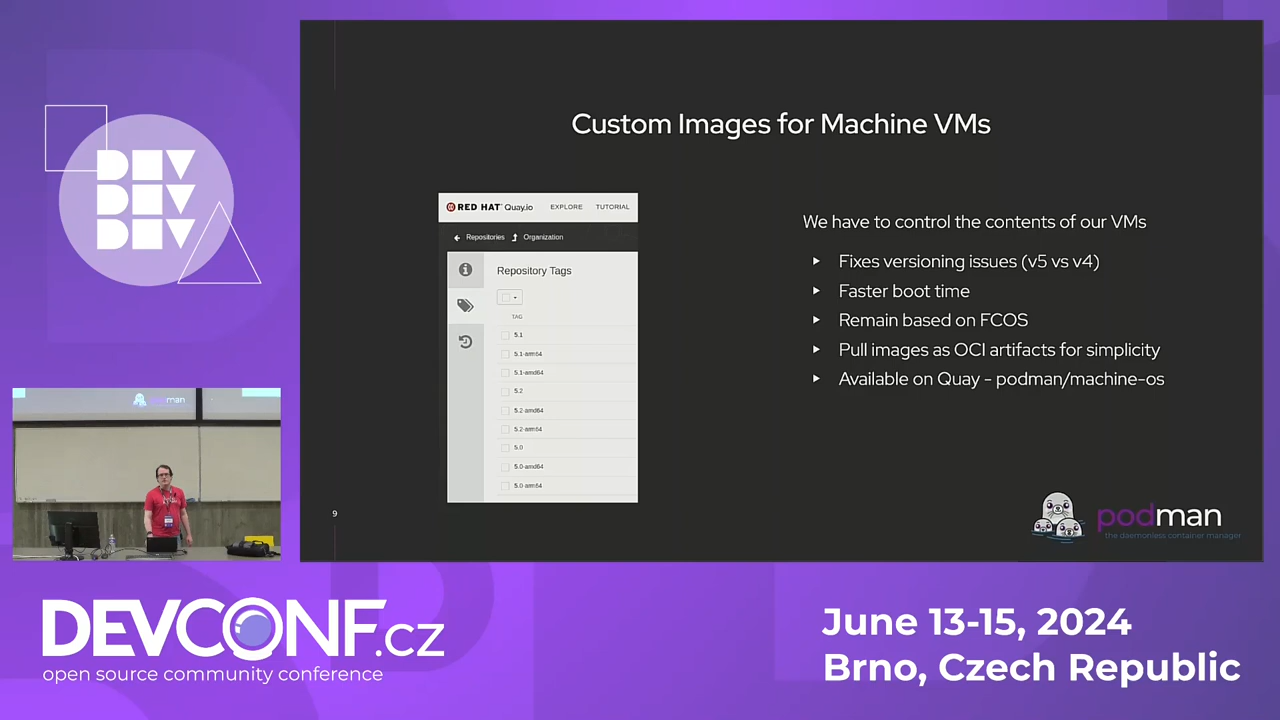 DEV
DEV
DEV
Custom Images for Machine VMs
RED HAT Quay.io EXPLORE TUTORIAL
Repositories Organization
Repository Tags
TAG
5.1
5.1-arm64
5.1-amd64
5.2
5.2-amd64
5.2-arm64
5.0
5.0-amd64
5.0-arm64
We have to control the contents of our VMs
Fixes versioning issues (v5 vs v4)
Faster boot time
Remain based on FCOS
Pull images as OCI artifacts for simplicity
Available on Quay - podman/machine-os
9
podman
the daemonless container manager
podman
DEVCONF.cz
open source community conference
June 13-15, 2024
Brno, Czech Republic